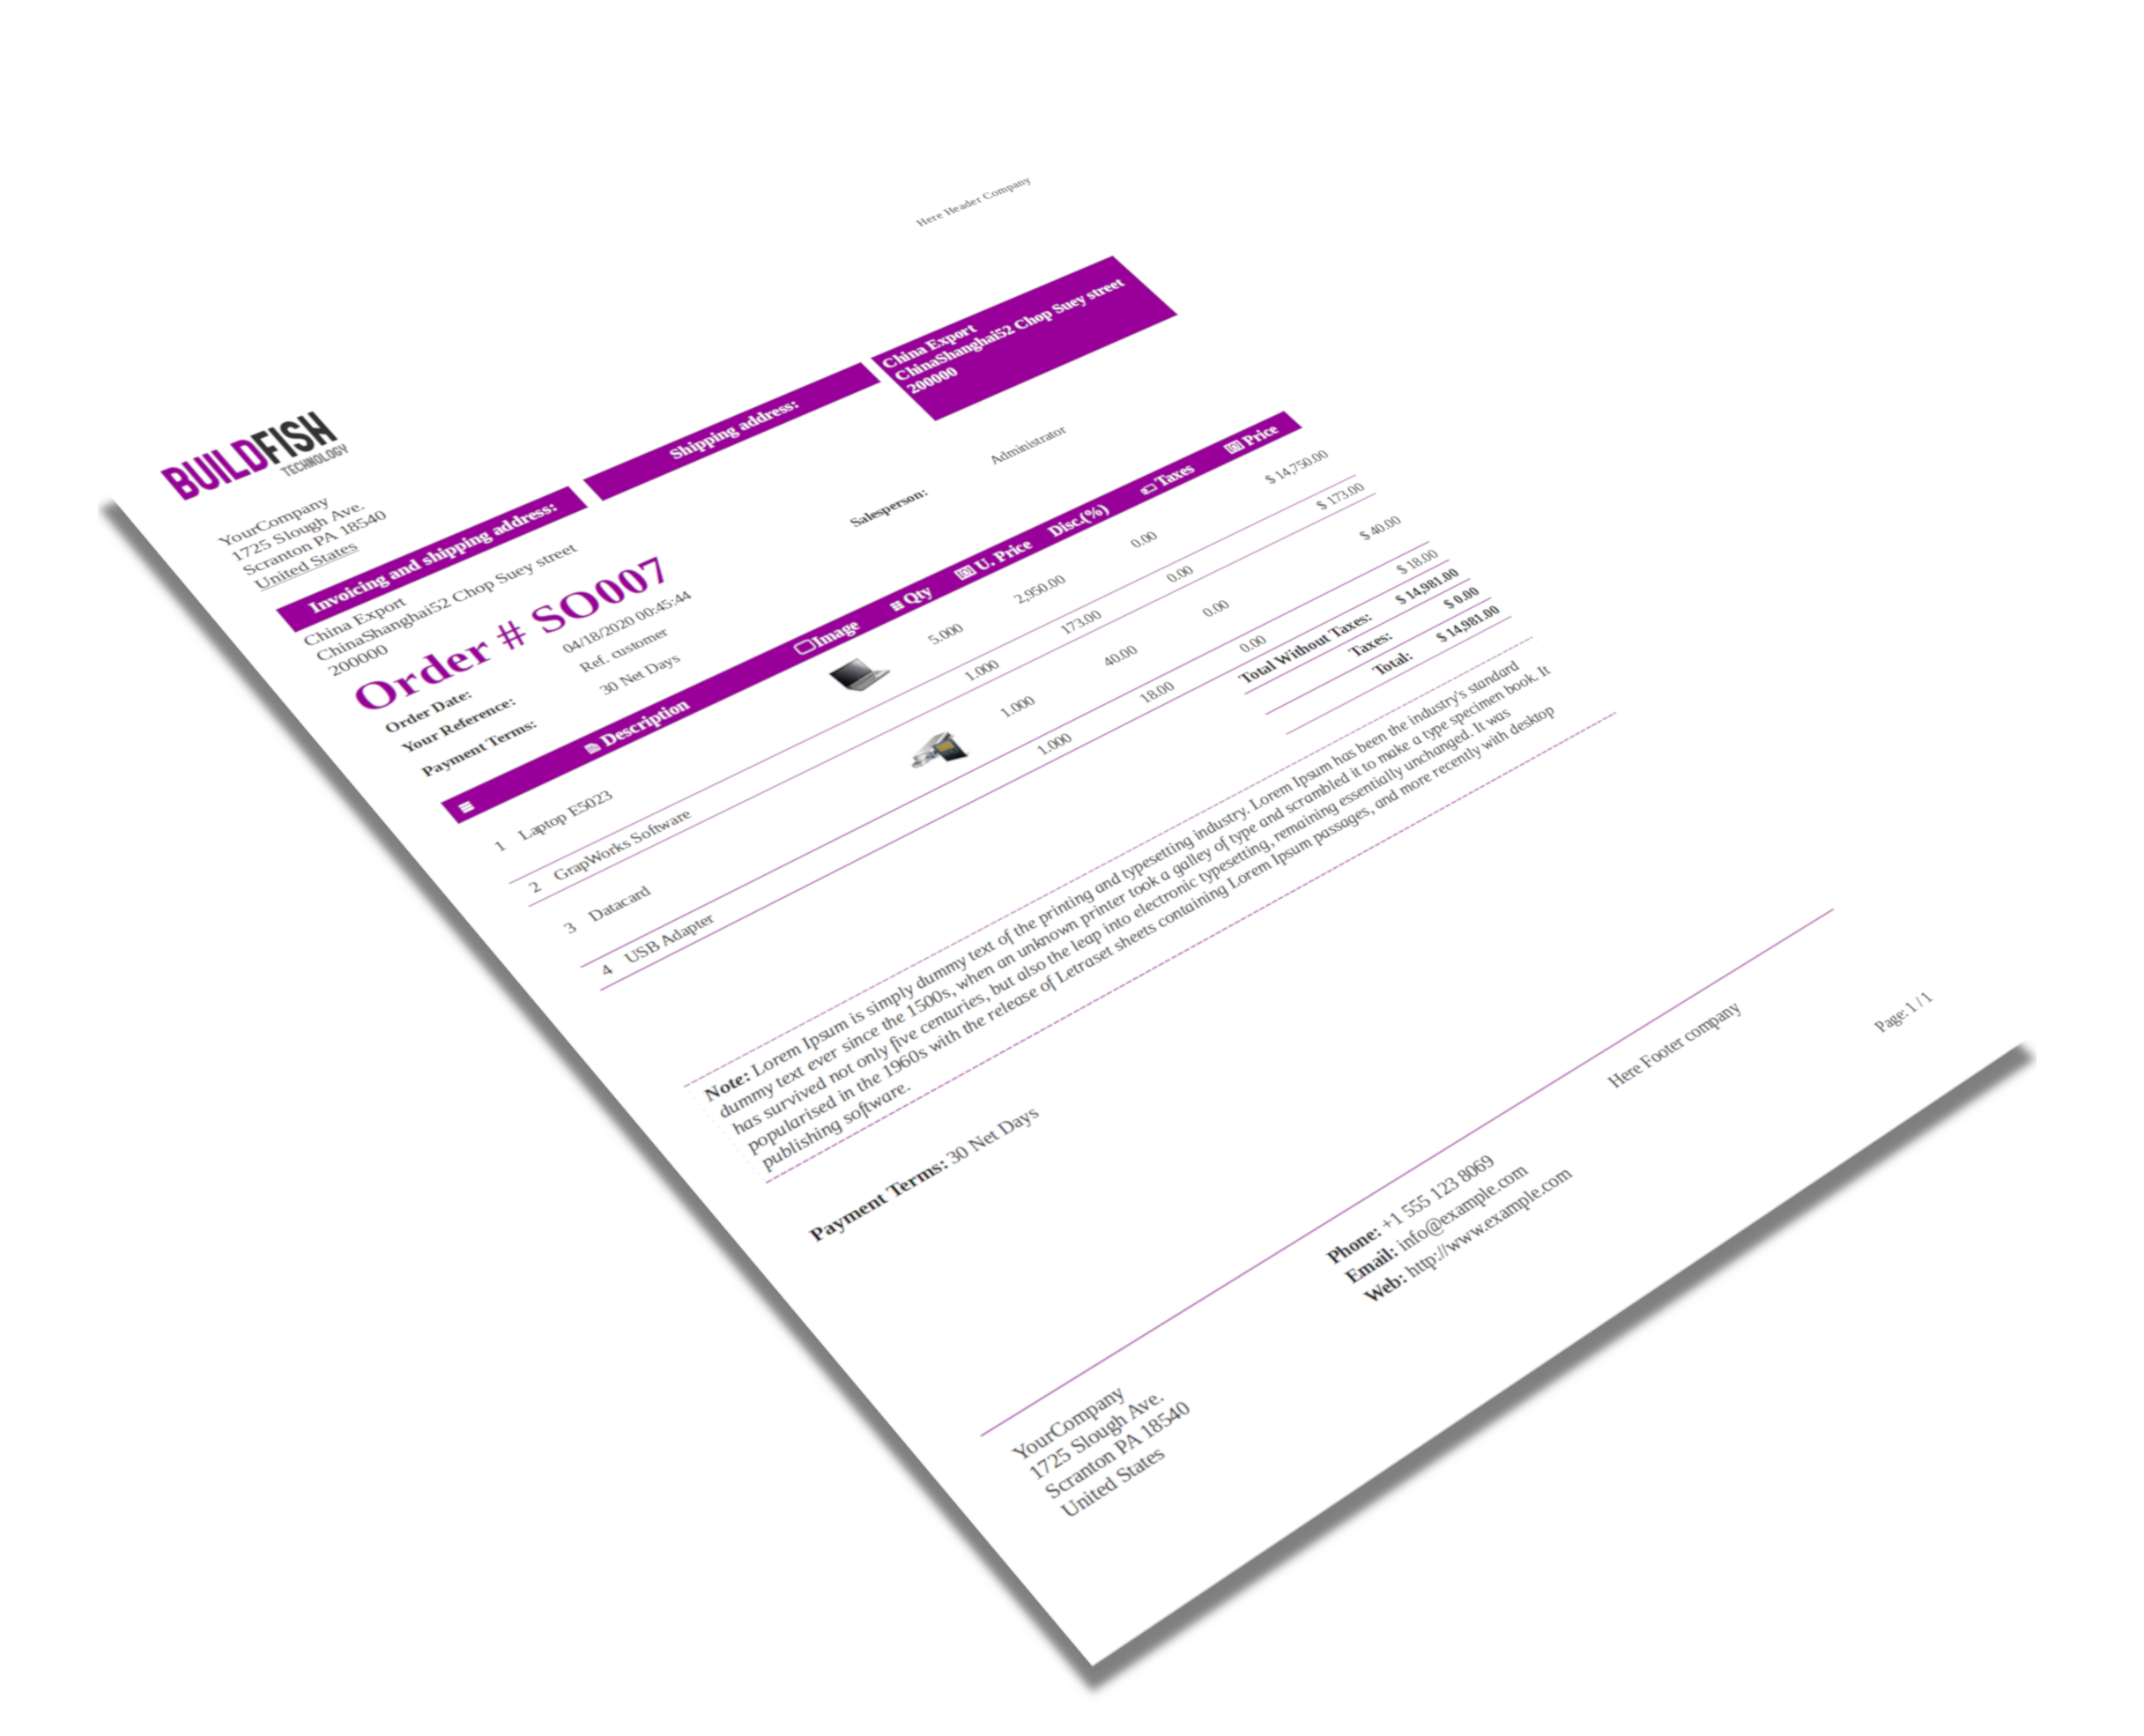 Here Header Company
BUILDFISH
TECHNOLOGY
YourCompany
1725 Slough Ave.
Scranton PA 18540
United States
Invoicing and shipping address:
Shipping address:
China Export
ChinaShanghai52 Chop Suey street
200000
China Export
ChinaShanghai52 Chop Suey street
200000
Order # SO007
Order Date: 04/18/2020 00:45:44
Salesperson: Administrator
Your Reference: Ref. customer
Payment Terms: 30 Net Days
Description Image Qty U. Price Disc.(%) Taxes Price
1 Laptop E5023 5.000 2,950.00 0.00 $ 14,750.00
2 GrapWorks Software 1.000 173.00 0.00 $ 173.00
3 Datacard 1.000 40.00 0.00 $ 40.00
4 USB Adapter 1.000 18.00 0.00 $ 18.00
Total Without Taxes: $ 14,981.00
Taxes: $ 0.00
Total: $ 14,981.00
Note: Lorem Ipsum is simply dummy text of the printing and typesetting industry. Lorem Ipsum has been the industry's standard
dummy text ever since the 1500s, when an unknown printer took a galley of type and scrambled it to make a type specimen book. It
has survived not only five centuries, but also the leap into electronic typesetting, remaining essentially unchanged. It was
popularised in the 1960s with the release of Letraset sheets containing Lorem Ipsum passages, and more recently with desktop
publishing software.
Payment Terms: 30 Net Days
YourCompany
1725 Slough Ave.
Scranton PA 18540
United States
Phone: +1 555 123 8069
Email: info@example.com
Web: http://www.example.com
Here Footer company
Page: 1 / 1